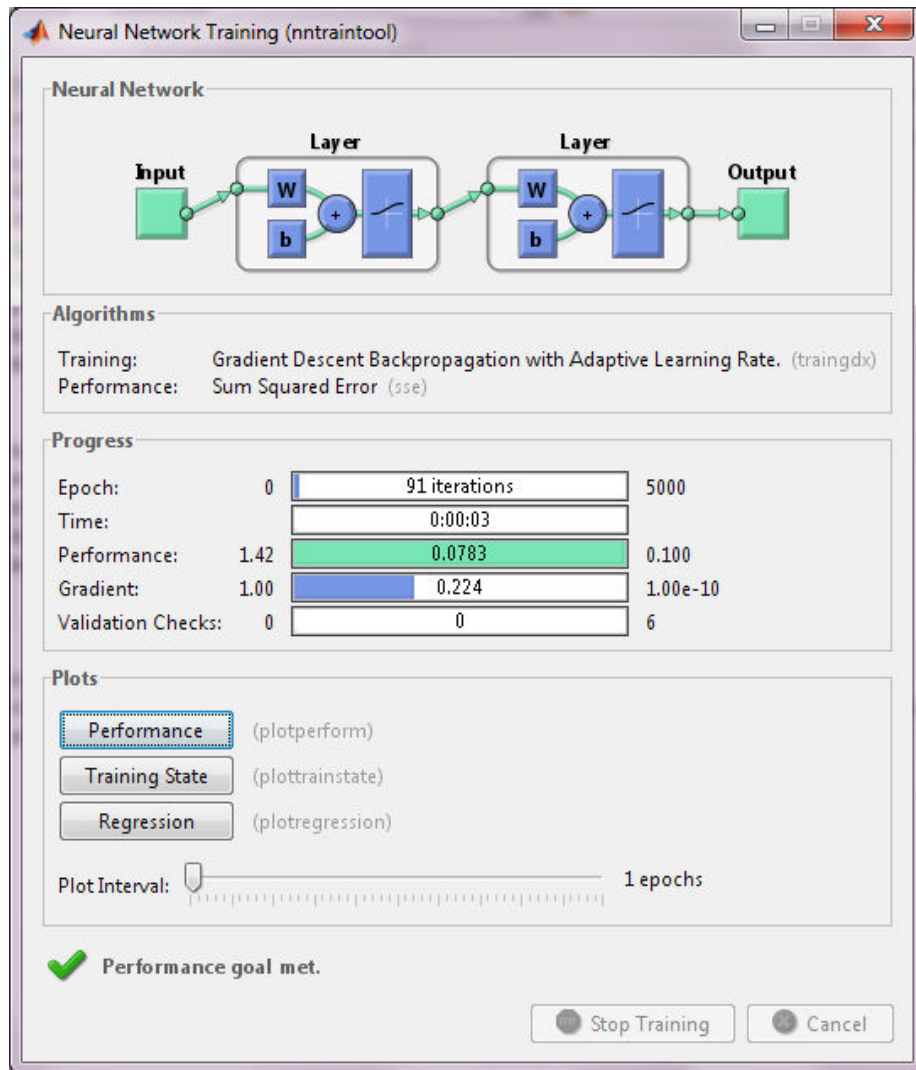 Neural Network Training (nntraintool)
Neural Network
Layer Layer
Input Output
W W
+ +
b b
Algorithms
Training: Gradient Descent Backpropagation with Adaptive Learning Rate. (traingdx)
Performance: Sum Squared Error (sse)
Progress
Epoch: 0 91 iterations 5000
Time: 0:00:03
Performance: 1.42 0.0783 0.100
Gradient: 1.00 0.224 1.00e-10
Validation Checks: 0 0 6
Plots
Performance (plotperform)
Training State (plottrainstate)
Regression (plotregression)
Plot Interval: 1 epochs
Performance goal met.
Stop Training Cancel